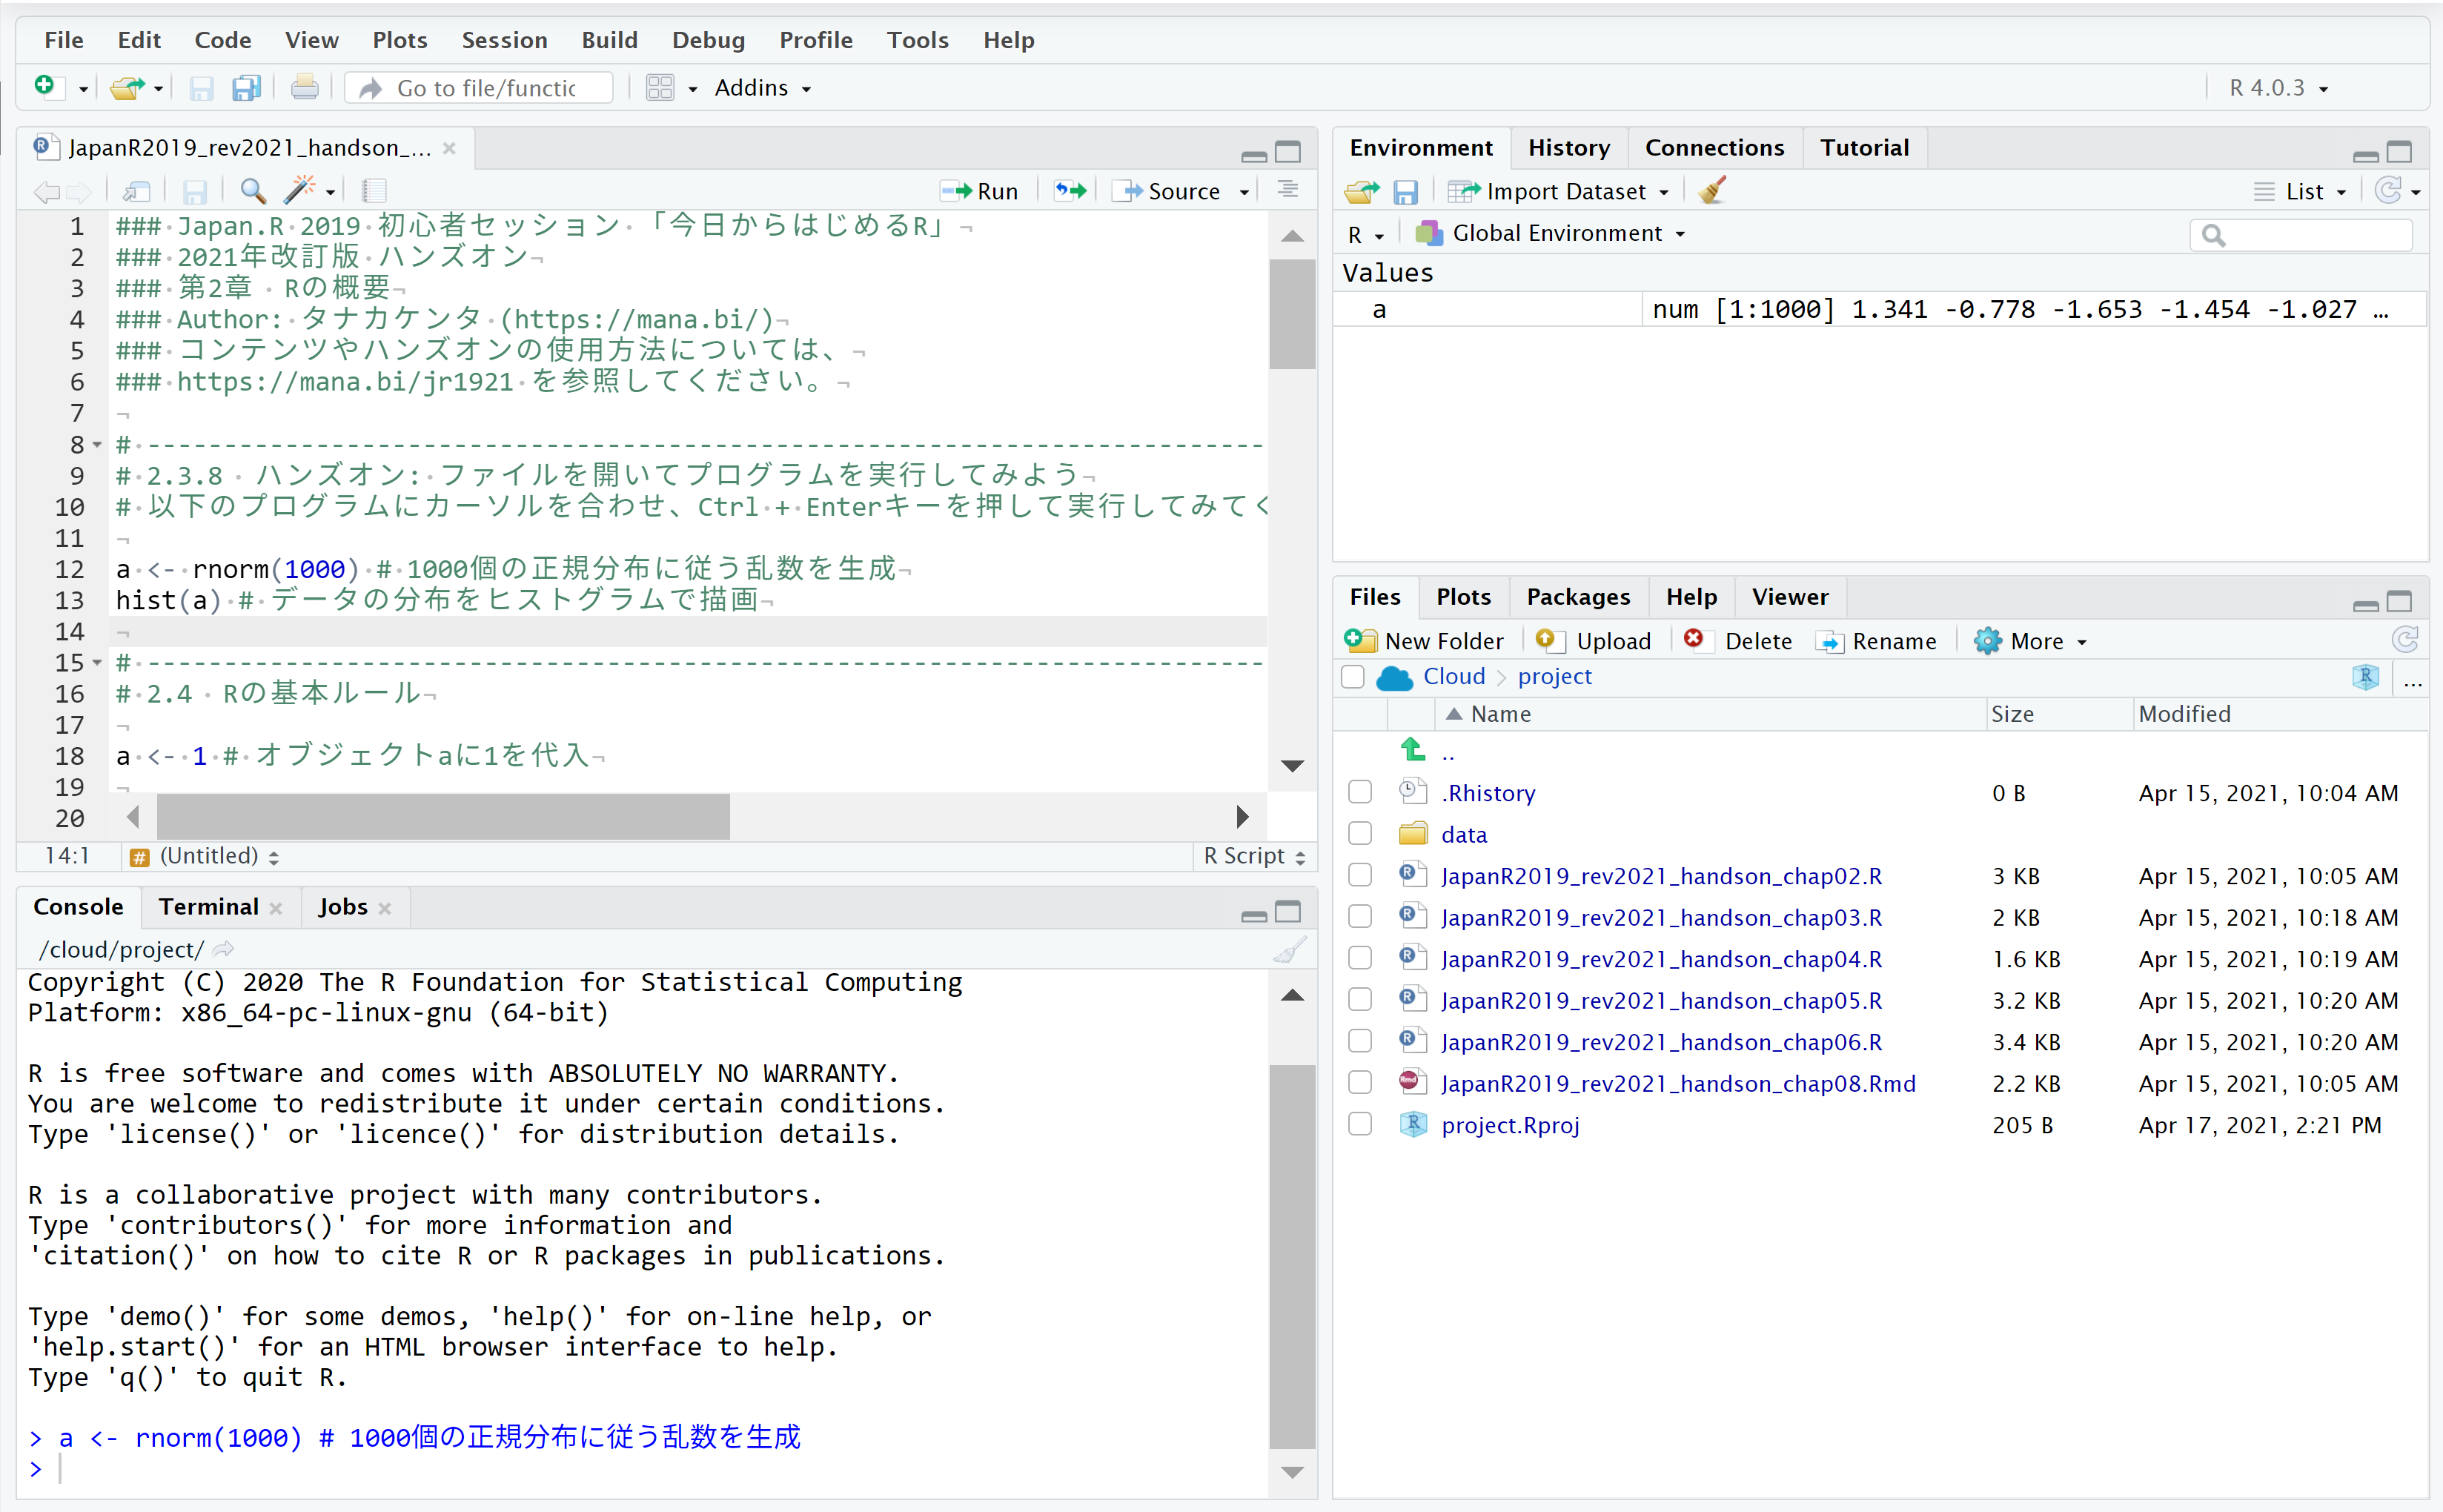 File Edit Code View Plots Session Build Debug Profile Tools Help
Go to file/functic Addins R 4.0.3
JapanR2019_rev2021_handson_...
Run Source
1 ### Japan.R 2019 初心者セッション 「今日からはじめるR」
2 ### 2021年改訂版 ハンズオン
3 ### 第2章 Rの概要
4 ### Author: タナカケンタ (https://mana.bi/)
5 ### コンテンツやハンズオンの使用方法については、
6 ### https://mana.bi/jr1921 を参照してください。
7
8 # -------------------------------------------------------------------------
9 # 2.3.8 ハンズオン: ファイルを開いてプログラムを実行してみよう
10 # 以下のプログラムにカーソルを合わせ、Ctrl + Enterキーを押して実行してみてく
11
12 a <- rnorm(1000) # 1000個の正規分布に従う乱数を生成
13 hist(a) # データの分布をヒストグラムで描画
14
15 # -------------------------------------------------------------------------
16 # 2.4 Rの基本ルール
17
18 a <- 1 # オブジェクトaに1を代入
19
20
14:1 # (Untitled) R Script
Console Terminal Jobs
/cloud/project/
Copyright (C) 2020 The R Foundation for Statistical Computing
Platform: x86_64-pc-linux-gnu (64-bit)
R is free software and comes with ABSOLUTELY NO WARRANTY.
You are welcome to redistribute it under certain conditions.
Type 'license()' or 'licence()' for distribution details.
R is a collaborative project with many contributors.
Type 'contributors()' for more information and
'citation()' on how to cite R or R packages in publications.
Type 'demo()' for some demos, 'help()' for on-line help, or
'help.start()' for an HTML browser interface to help.
Type 'q()' to quit R.
> a <- rnorm(1000) # 1000個の正規分布に従う乱数を生成
>
Environment History Connections Tutorial
Import Dataset List
R Global Environment
Values
a num [1:1000] 1.341 -0.778 -1.653 -1.454 -1.027 …
Files Plots Packages Help Viewer
New Folder Upload Delete Rename More
Cloud > project R ...
Name Size Modified
..
.Rhistory 0 B Apr 15, 2021, 10:04 AM
data
JapanR2019_rev2021_handson_chap02.R 3 KB Apr 15, 2021, 10:05 AM
JapanR2019_rev2021_handson_chap03.R 2 KB Apr 15, 2021, 10:18 AM
JapanR2019_rev2021_handson_chap04.R 1.6 KB Apr 15, 2021, 10:19 AM
JapanR2019_rev2021_handson_chap05.R 3.2 KB Apr 15, 2021, 10:20 AM
JapanR2019_rev2021_handson_chap06.R 3.4 KB Apr 15, 2021, 10:20 AM
JapanR2019_rev2021_handson_chap08.Rmd 2.2 KB Apr 15, 2021, 10:05 AM
project.Rproj 205 B Apr 17, 2021, 2:21 PM